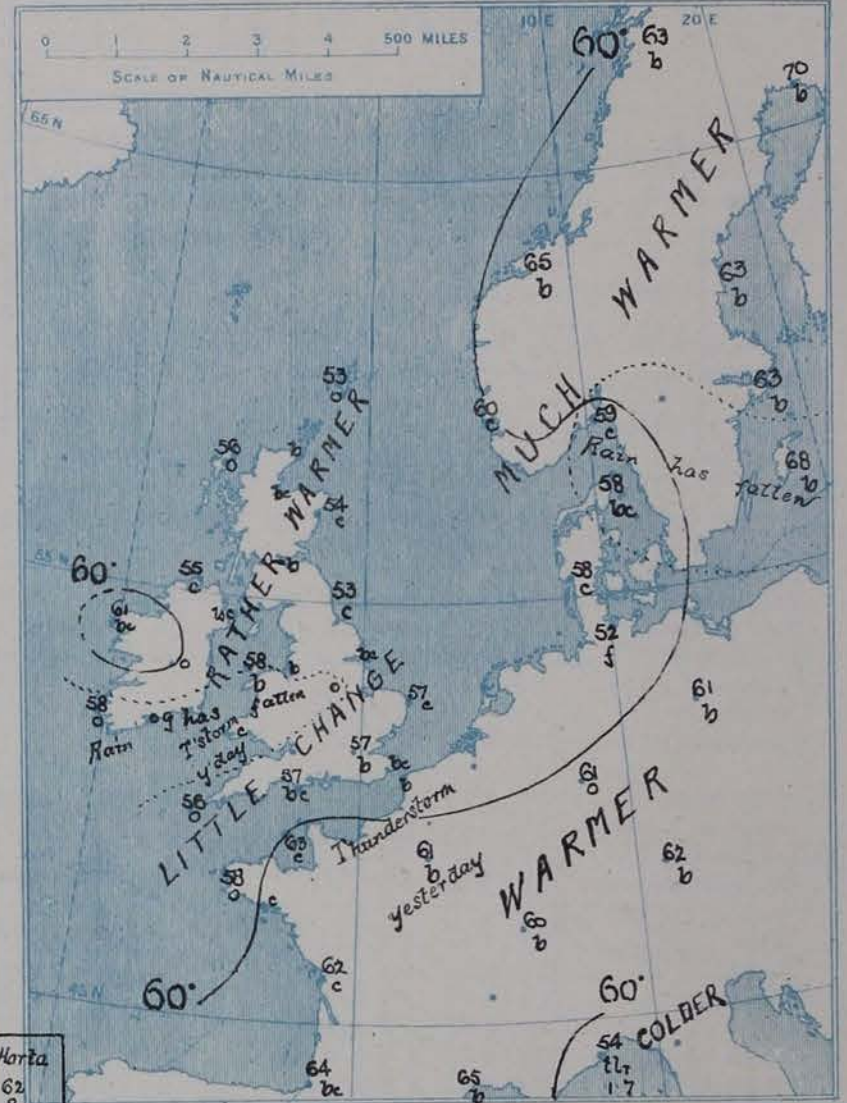 0 1 2 3 4 500 MILES
SCALE OF NAUTICAL MILES
10 E
20 E
65 N
60°
63
b
70
b
WARMER
65
b
63
b
53
o
60
c
MUCH
63
b
59
c
Rain
has
fallen
68
b
56
o
b
bc
RATHER WARMER
54
c
58
bc
55 N
60°
55
c
b
53
c
58
c
61
bc
bc
o
52
f
58
b
b
bc
fallen
o
57
c
61
b
58
o
Rain
og has
T'storm
c
y'day
LITTLE CHANGE
57
b
bc
b
56
o
57
bc
61
o
Thunderstorm
yesterday
63
c
61
b
WARMER
62
b
58
o
c
60
b
62
c
45 N
60°
60°
COLDER
54
tlr
1.7
Horta
62
64
bc
65
b